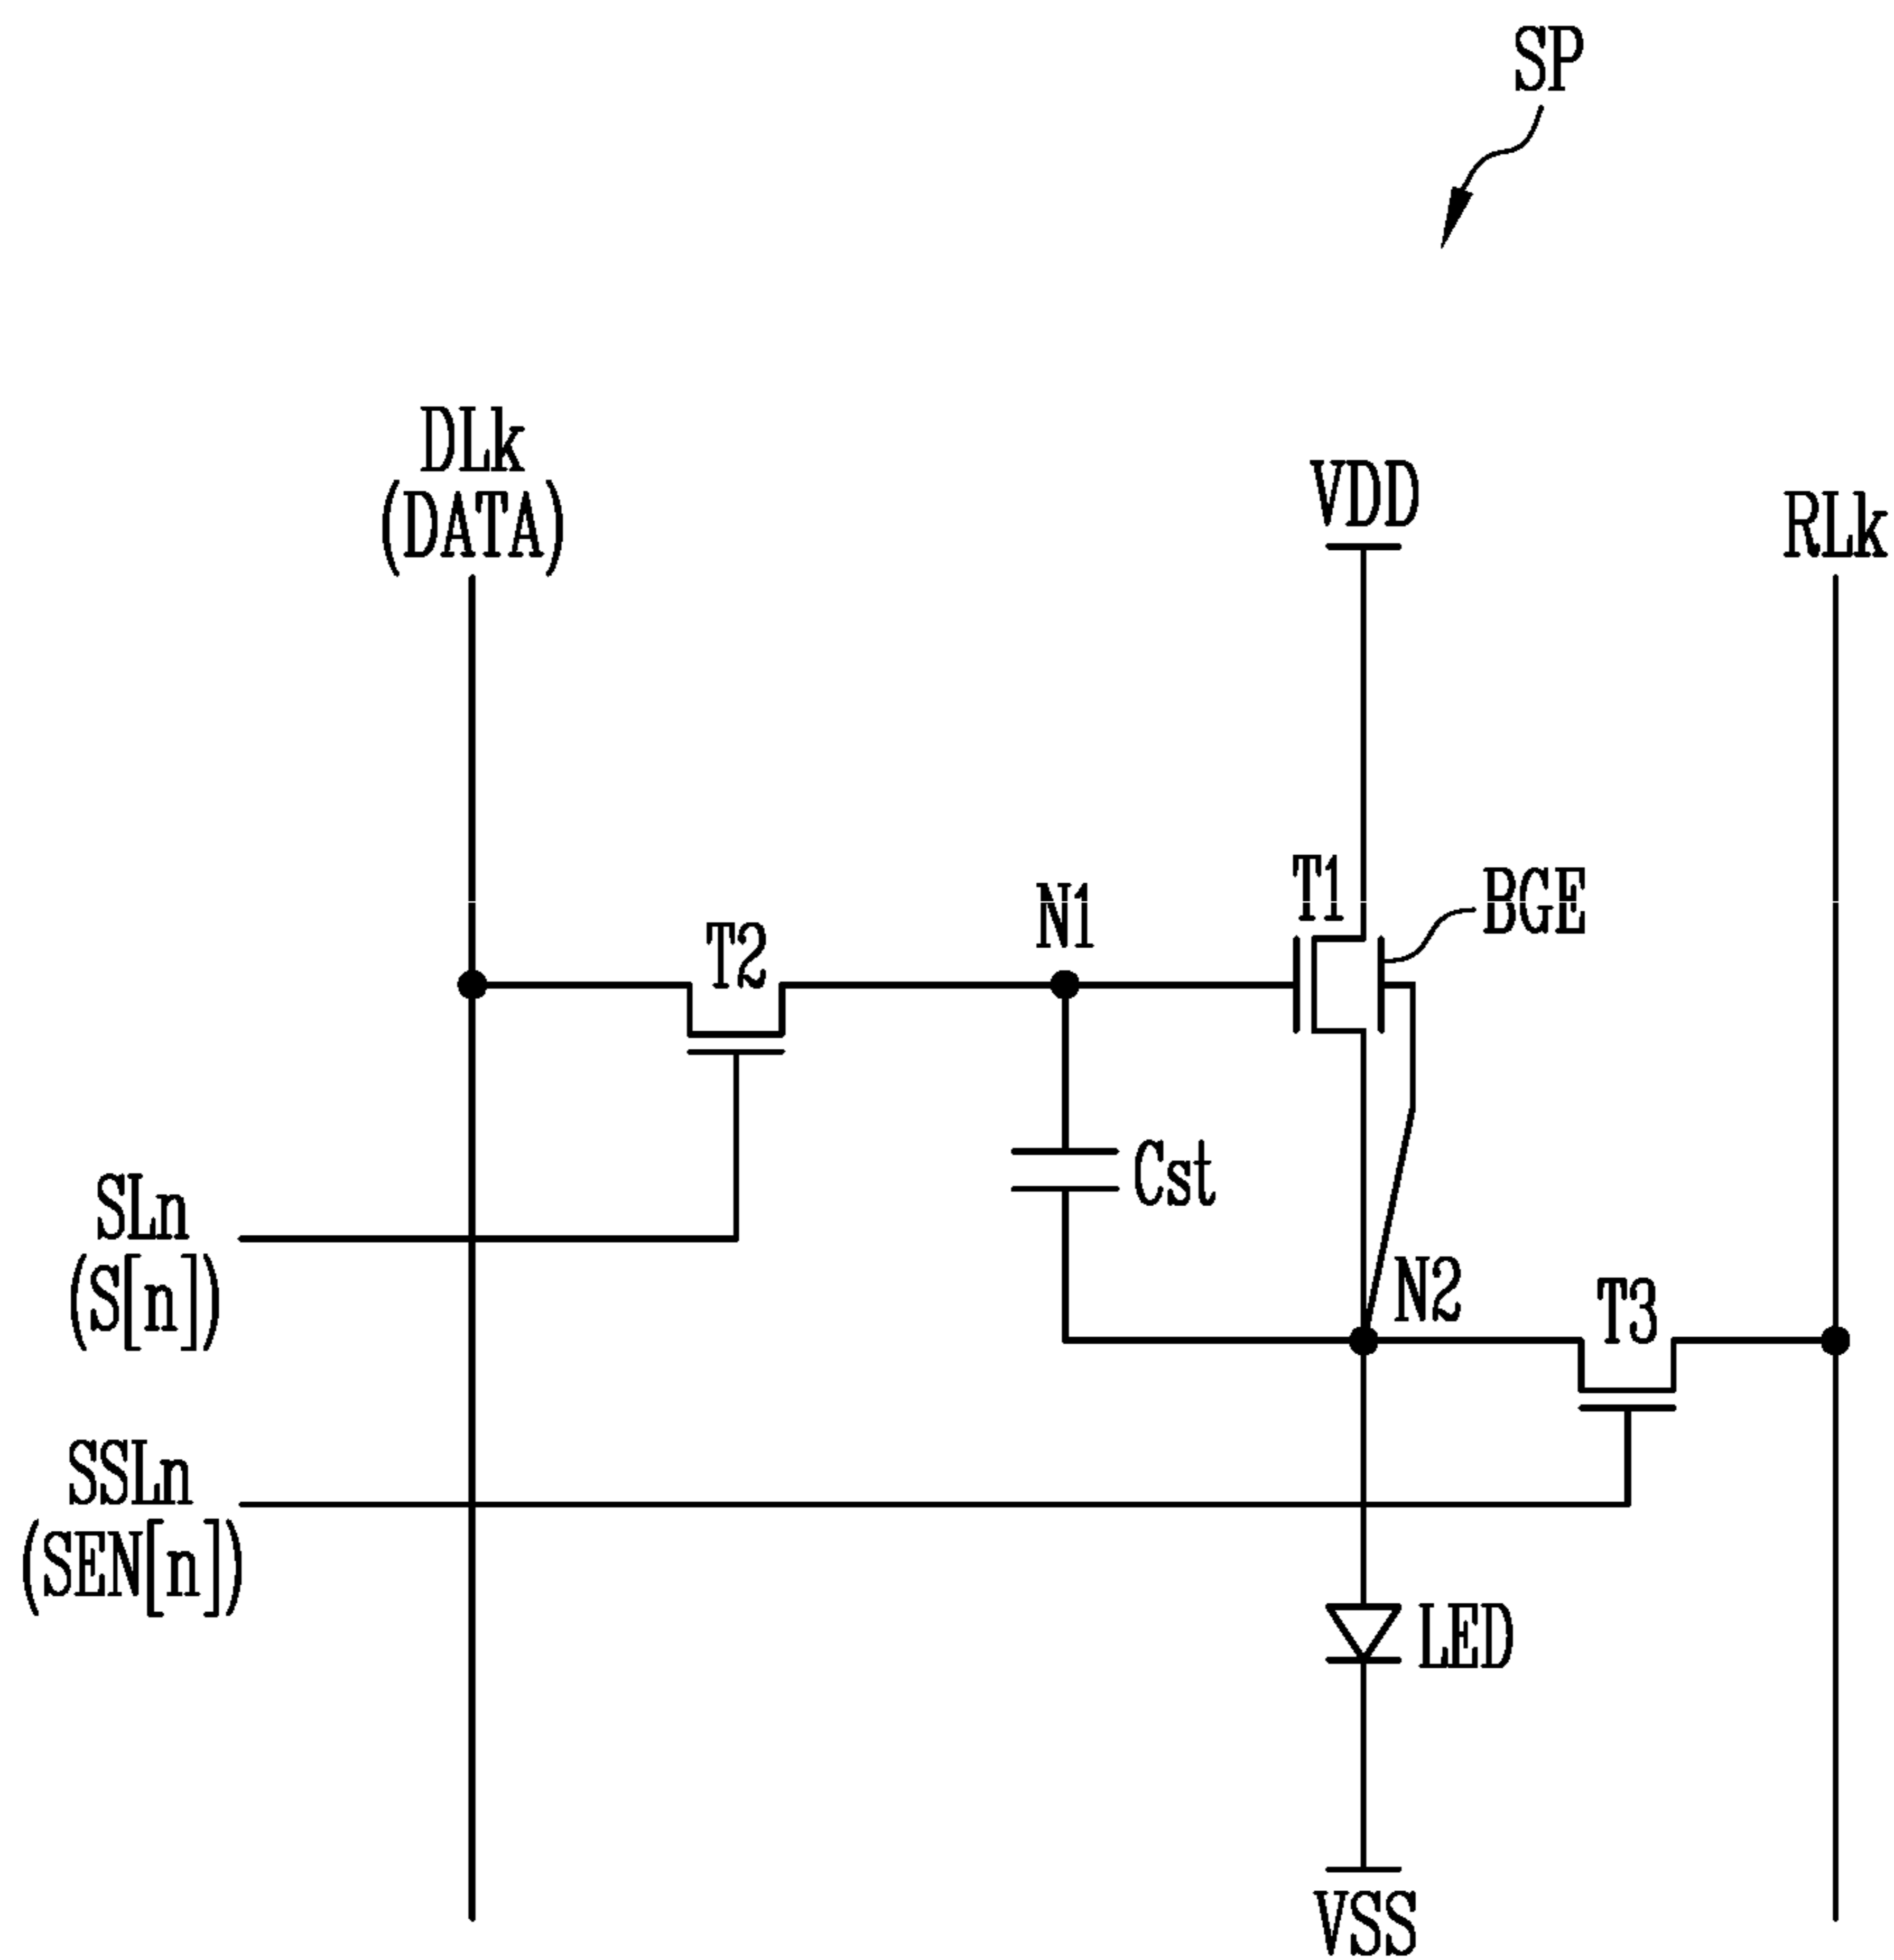 SP
DLk
(DATA)
VDD
RLk
T1
BGE
N1
T2
Cst
SLn
(S[n])
N2
T3
SSLn
(SEN[n])
LED
VSS